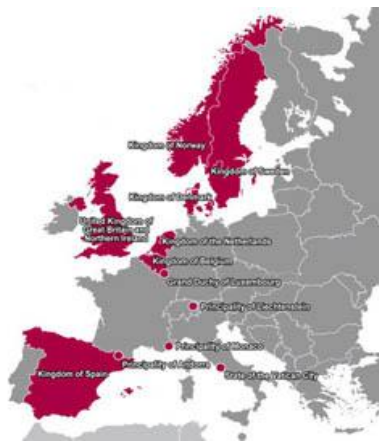 Kingdom of Norway
Kingdom of Sweden
Kingdom of Denmark
United Kingdom of
Great Britain and
Northern Ireland
Kingdom of the Netherlands
Kingdom of Belgium
Grand Duchy of Luxembourg
Principality of Liechtenstein
Principality of Monaco
Principality of Andorra
Kingdom of Spain
State of the Vatican City